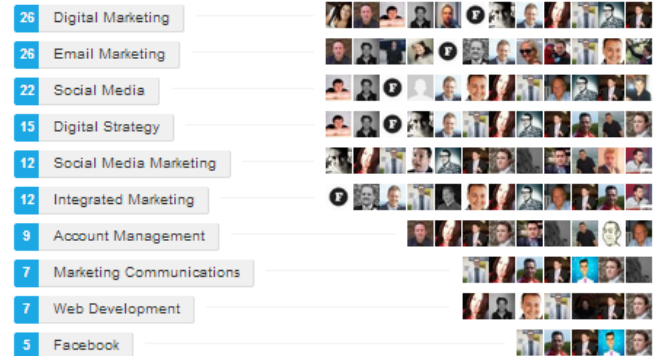 26 Digital Marketing
26 Email Marketing
22 Social Media
15 Digital Strategy
12 Social Media Marketing
12 Integrated Marketing
9 Account Management
7 Marketing Communications
7 Web Development
5 Facebook